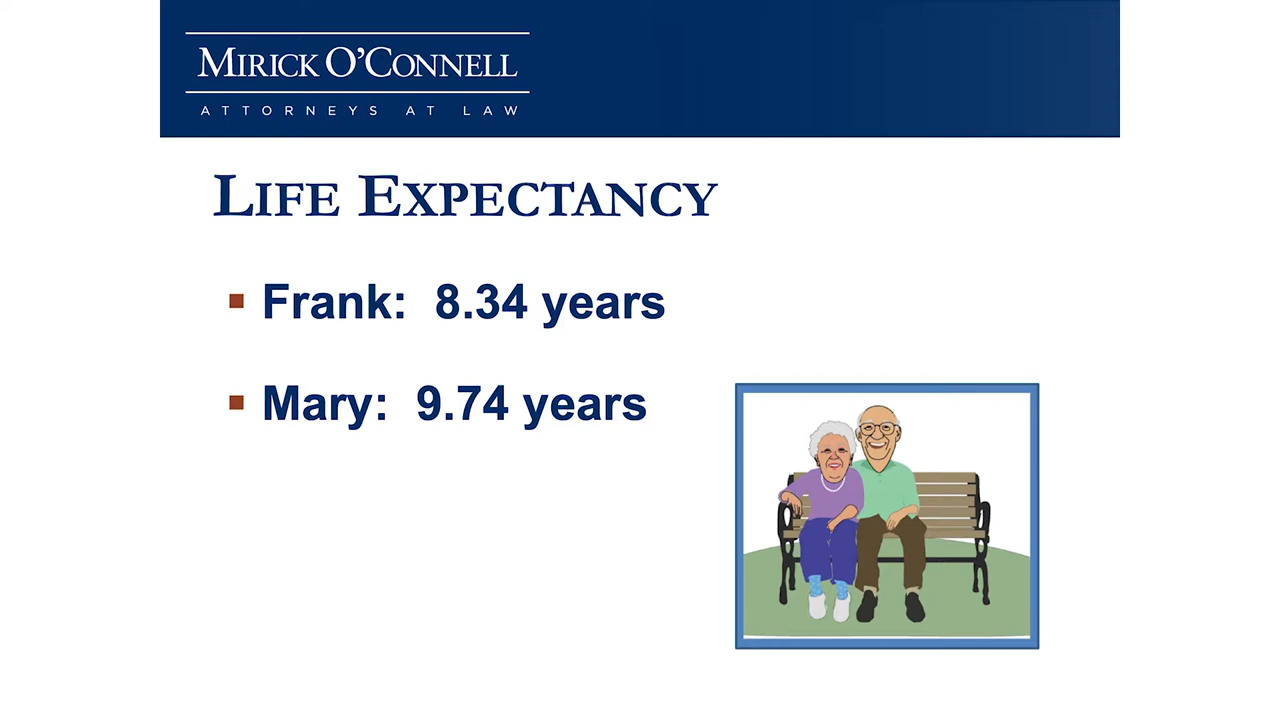 MIRICK O'CONNELL
ATTORNEYS AT LAW
LIFE EXPECTANCY
▪ Frank: 8.34 years
▪ Mary: 9.74 years